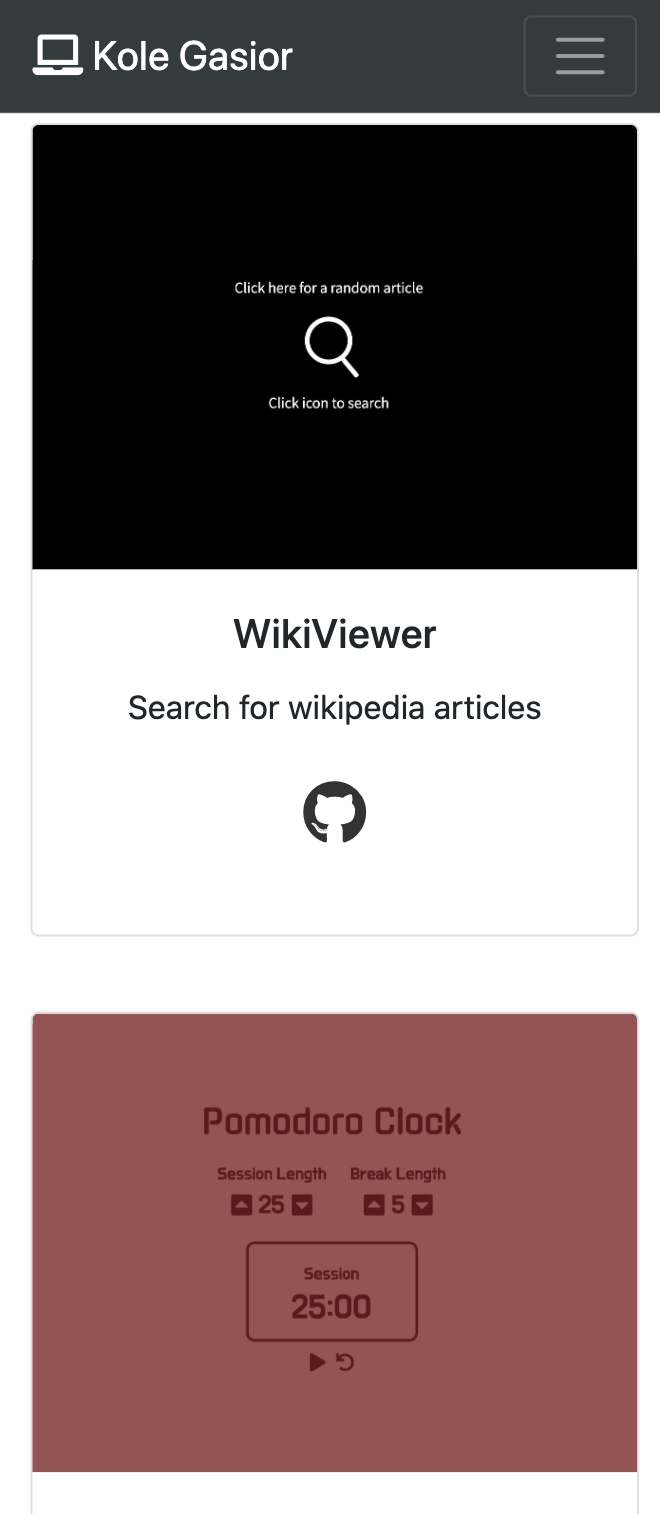 Kole Gasior
Click here for a random article
Click icon to search
WikiViewer
Search for wikipedia articles
Pomodoro Clock
Session Length Break Length
25 5
Session
25:00